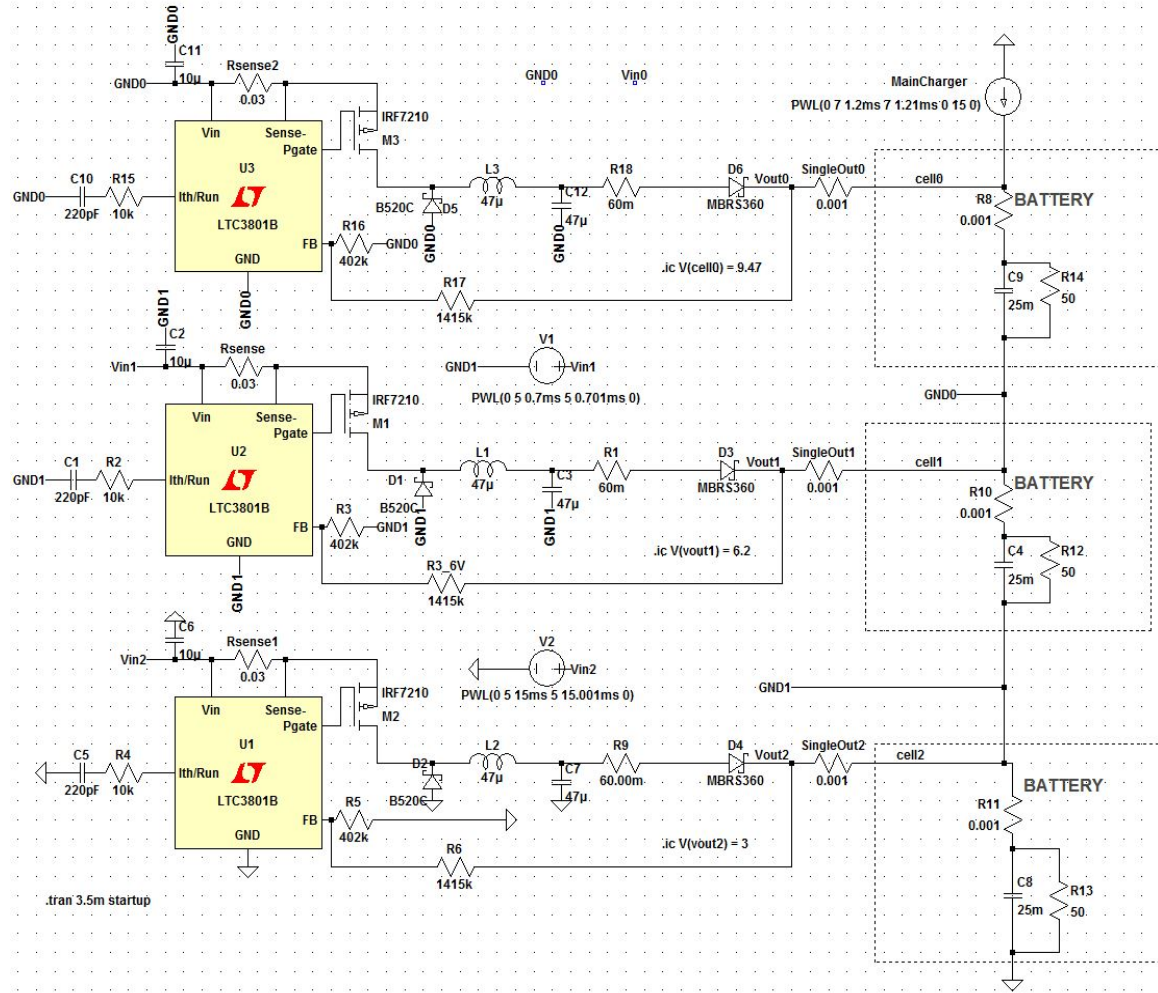 GND0
C11
10µ
Rsense2
0.03
GND0
GND0
Vin0
MainCharger
PWL(0 7 1.2ms 7 1.21ms 0 15 0)
IRF7210
M3
Vin
Sense-
Pgate
U3
Ith/Run
LTC3801B
FB
GND
C10
220pF
R15
10k
GND0
L3
47µ
R18
60m
D6
MBRS360
Vout0
SingleOut0
0.001
cell0
BATTERY
R8
0.001
B520C
D5
C12
47µ
GND0
GND0
R16
402k
GND0
.ic V(cell0) = 9.47
R17
1415k
C9
25m
R14
50
GND0
GND1
C2
10µ
Vin1
Rsense
0.03
V1
GND1
Vin1
PWL(0 5 0.7ms 5 0.701ms 0)
GND0
IRF7210
M1
Vin
Sense-
Pgate
U2
Ith/Run
LTC3801B
FB
GND
C1
220pF
R2
10k
GND1
L1
47µ
R1
60m
D3
MBRS360
Vout1
SingleOut1
0.001
cell1
BATTERY
R10
0.001
D1
B520C
C3
47µ
GND1
GND1
R3
402k
GND1
.ic V(vout1) = 6.2
R3_6V
1415k
C4
25m
R12
50
GND1
C6
10µ
Vin2
Rsense1
0.03
V2
Vin2
PWL(0 5 15ms 5 15.001ms 0)
GND1
IRF7210
M2
Vin
Sense-
Pgate
U1
Ith/Run
LTC3801B
FB
GND
C5
220pF
R4
10k
L2
47µ
R9
60.00m
D4
MBRS360
Vout2
SingleOut2
0.001
cell2
BATTERY
R11
0.001
D2
B520C
C7
47µ
R5
402k
.ic V(vout2) = 3
R6
1415k
C8
25m
R13
50
.tran 3.5m startup